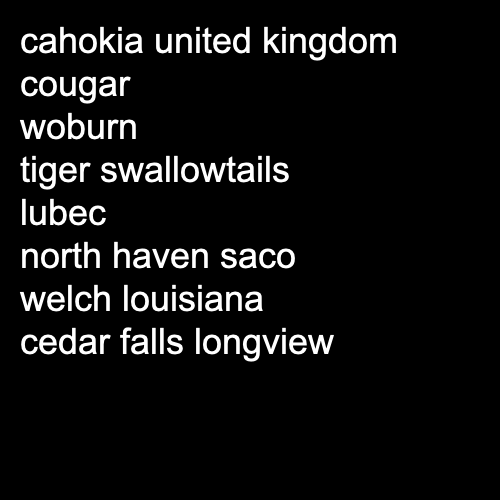 cahokia united kingdom
cougar
woburn
tiger swallowtails
lubec
north haven saco
welch louisiana
cedar falls longview